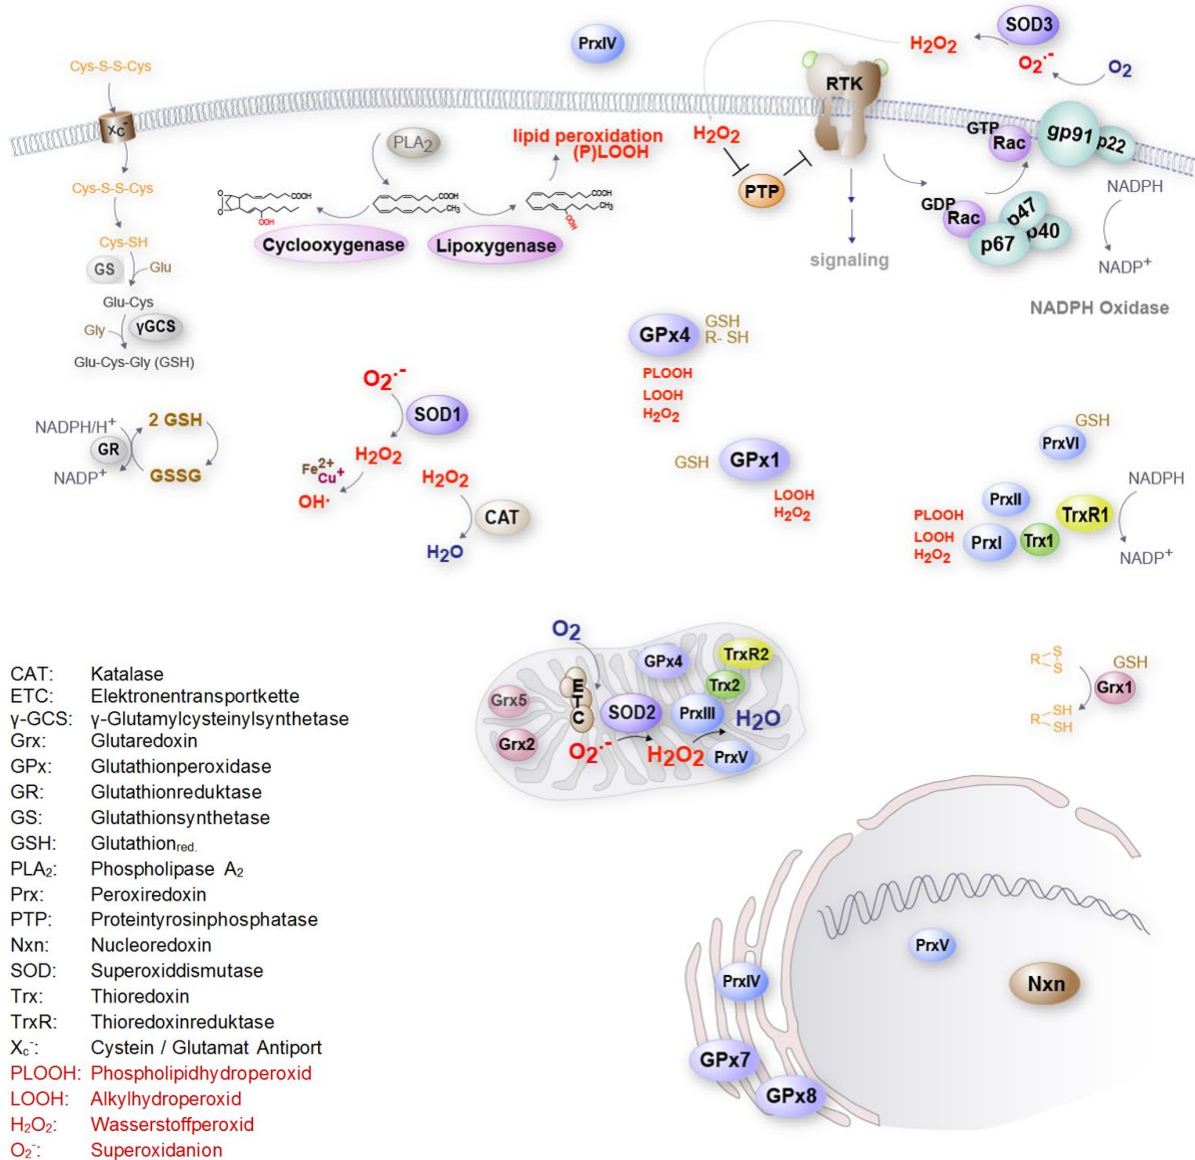 PrxIV
SOD3
H₂O₂
O₂·⁻
O₂
Cys-S-S-Cys
Xc⁻
RTK
GTP
Rac
gp91
p22
PLA₂
lipid peroxidation
(P)LOOH
H₂O₂
PTP
NADPH
Cys-S-S-Cys
O
O
COOH
OOH
COOH
CH₃
COOH
CH₃
OOH
Cyclooxygenase
Lipoxygenase
GDP
Rac
p47
p40
p67
signaling
NADP⁺
NADPH Oxidase
Cys-SH
GS
Glu
Glu-Cys
Gly
γGCS
Glu-Cys-Gly (GSH)
GPx4
GSH
R- SH
PLOOH
LOOH
H₂O₂
O₂·⁻
SOD1
NADPH/H⁺
2 GSH
GR
NADP⁺
GSSG
H₂O₂
Fe²⁺
Cu⁺
OH·
H₂O₂
CAT
H₂O
GSH
GPx1
LOOH
H₂O₂
GSH
PrxVI
NADPH
PrxII
TrxR1
PLOOH
LOOH
H₂O₂
PrxI
Trx1
NADP⁺
O₂
GPx4
TrxR2
Trx2
Grx5
ETC
SOD2
PrxIII
H₂O
Grx2
O₂·⁻
H₂O₂
PrxV
R
S
S
GSH
Grx1
R
SH
SH
CAT: Katalase
ETC: Elektronentransportkette
γ-GCS: γ-Glutamylcysteinylsynthetase
Grx: Glutaredoxin
GPx: Glutathionperoxidase
GR: Glutathionreduktase
GS: Glutathionsynthetase
GSH: Glutathionred.
PLA₂: Phospholipase A₂
Prx: Peroxiredoxin
PTP: Proteintyrosinphosphatase
Nxn: Nucleoredoxin
SOD: Superoxiddismutase
Trx: Thioredoxin
TrxR: Thioredoxinreduktase
Xc⁻: Cystein / Glutamat Antiport
PLOOH: Phospholipidhydroperoxid
LOOH: Alkylhydroperoxid
H₂O₂: Wasserstoffperoxid
O₂⁻: Superoxidanion
PrxV
PrxIV
Nxn
GPx7
GPx8